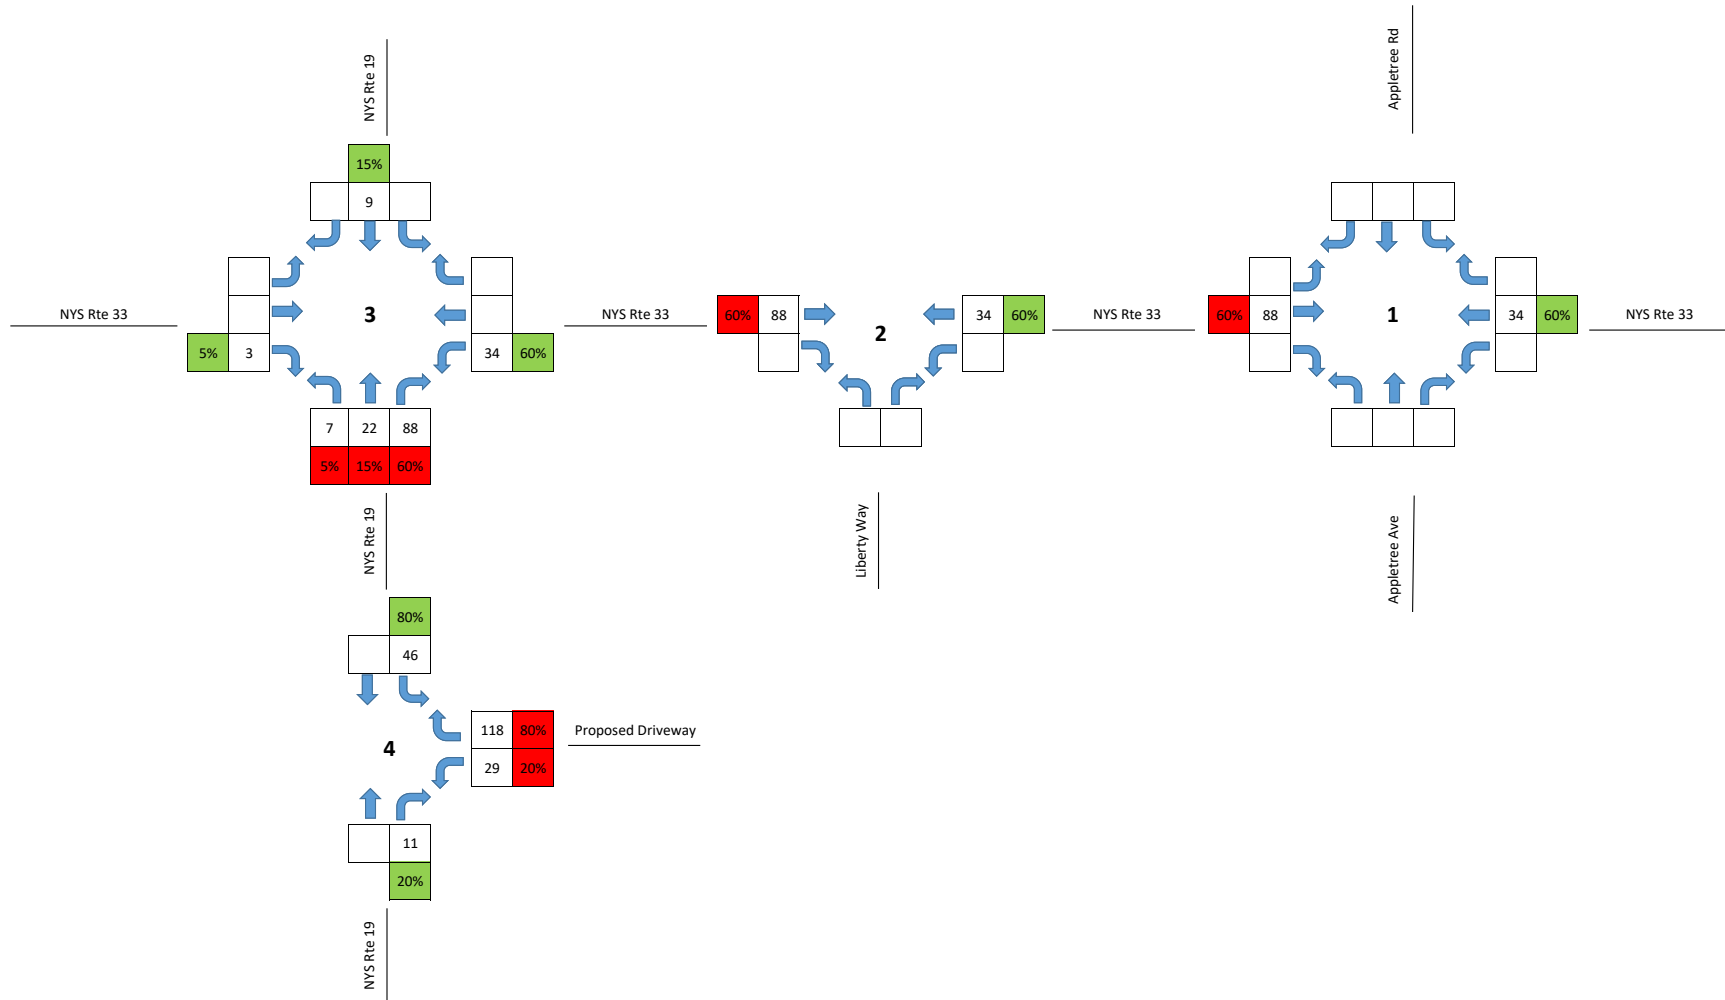 Appletree Rd
NYS Rte 19
15%
9
3
NYS Rte 33
5% 3
34 60%
7 22 88
5% 15% 60%
NYS Rte 33
60% 88
2
34 60%
NYS Rte 33
60% 88
1
34 60%
NYS Rte 33
NYS Rte 19
Liberty Way
Appletree Ave
80%
46
4
118 80%
29 20%
Proposed Driveway
11
20%
NYS Rte 19